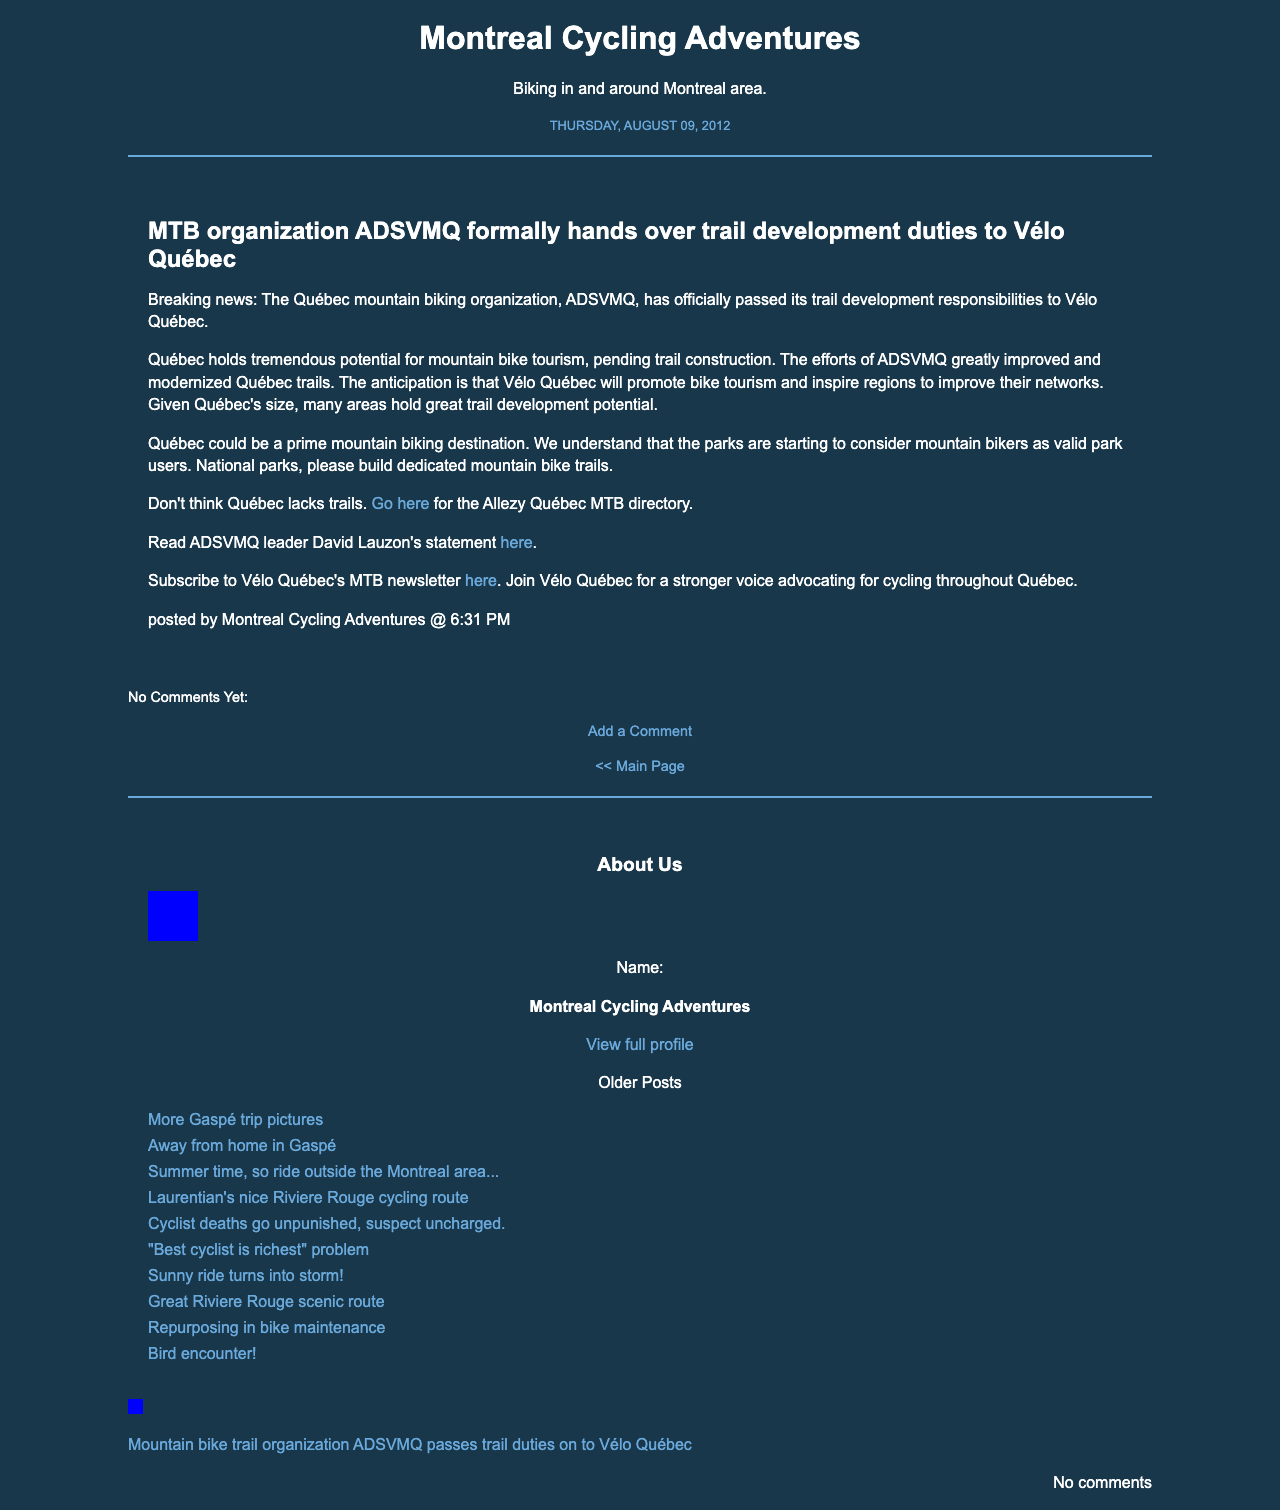 Montreal Cycling Adventures
Biking in and around Montreal area.
THURSDAY, AUGUST 09, 2012
MTB organization ADSVMQ formally hands over trail development duties to Vélo
Québec
Breaking news: The Québec mountain biking organization, ADSVMQ, has officially passed its trail development responsibilities to Vélo
Québec.
Québec holds tremendous potential for mountain bike tourism, pending trail construction. The efforts of ADSVMQ greatly improved and
modernized Québec trails. The anticipation is that Vélo Québec will promote bike tourism and inspire regions to improve their networks.
Given Québec's size, many areas hold great trail development potential.
Québec could be a prime mountain biking destination. We understand that the parks are starting to consider mountain bikers as valid park
users. National parks, please build dedicated mountain bike trails.
Don't think Québec lacks trails. Go here for the Allezy Québec MTB directory.
Read ADSVMQ leader David Lauzon's statement here.
Subscribe to Vélo Québec's MTB newsletter here. Join Vélo Québec for a stronger voice advocating for cycling throughout Québec.
posted by Montreal Cycling Adventures @ 6:31 PM
No Comments Yet:
Add a Comment
<< Main Page
About Us
Name:
Montreal Cycling Adventures
View full profile
Older Posts
More Gaspé trip pictures
Away from home in Gaspé
Summer time, so ride outside the Montreal area...
Laurentian's nice Riviere Rouge cycling route
Cyclist deaths go unpunished, suspect uncharged.
"Best cyclist is richest" problem
Sunny ride turns into storm!
Great Riviere Rouge scenic route
Repurposing in bike maintenance
Bird encounter!
Mountain bike trail organization ADSVMQ passes trail duties on to Vélo Québec
No comments